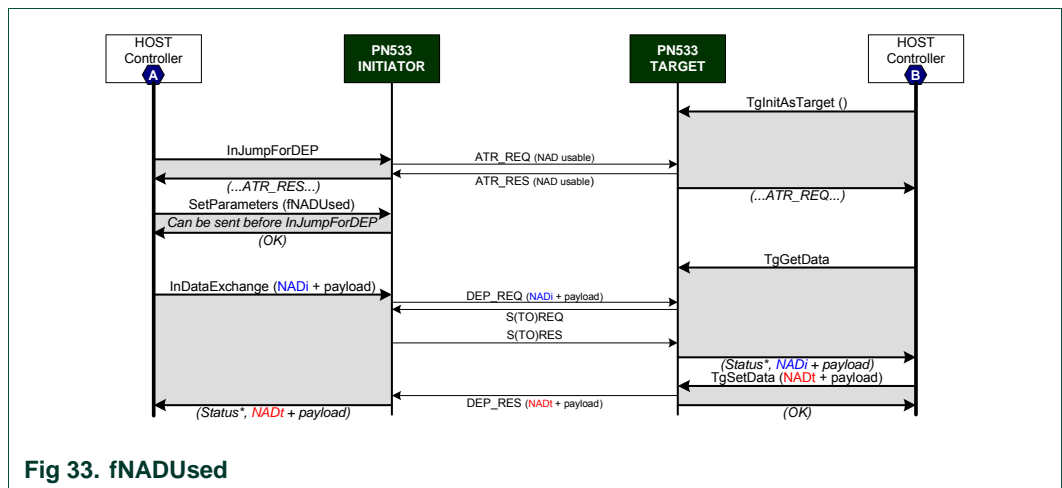 HOST
Controller
A
PN533
INITIATOR
PN533
TARGET
HOST
Controller
B
TgInitAsTarget ()
InJumpForDEP
ATR_REQ (NAD usable)
ATR_RES (NAD usable)
(...ATR_RES...)
(...ATR_REQ...)
SetParameters (fNADUsed)
Can be sent before InJumpForDEP
(OK)
TgGetData
InDataExchange (NADi + payload)
DEP_REQ (NADi + payload)
S(TO)REQ
S(TO)RES
(Status*, NADi + payload)
TgSetData (NADt + payload)
DEP_RES (NADt + payload)
(Status*, NADt + payload)
(OK)
Fig 33. fNADUsed